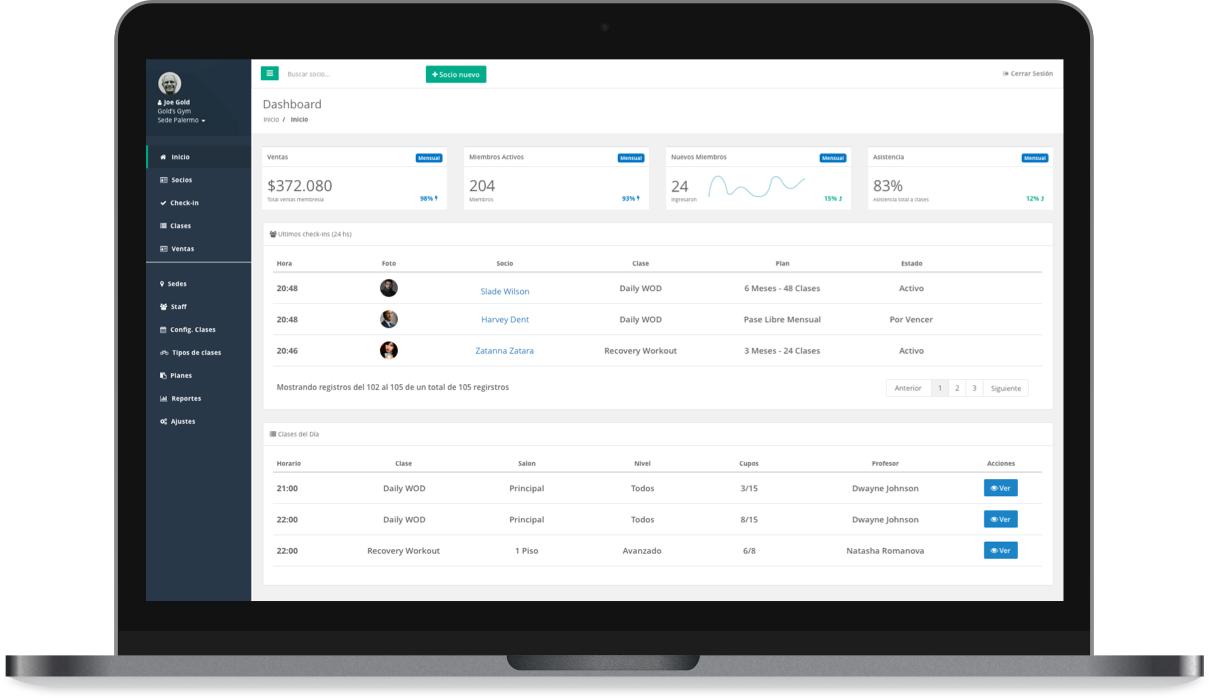 Joe Gold
Gold's Gym
Sede Palermo
Inicio
Socios
Check-in
Clases
Ventas
Sedes
Staff
Config. Clases
Tipos de clases
Planes
Reportes
Ajustes
Buscar socio...
Socio nuevo
Cerrar Sesión
Dashboard
Inicio / Inicio
Ventas Mensual
$372.080
Total ventas membresia 98%
Miembros Activos Mensual
204
Miembros 93%
Nuevos Miembros Mensual
24
Ingresaron 15%
Asistencia Mensual
83%
Asistencia total a clases 12%
Ultimos check-ins (24 hs)
Hora Foto Socio Clase Plan Estado
20:48 Slade Wilson Daily WOD 6 Meses - 48 Clases Activo
20:48 Harvey Dent Daily WOD Pase Libre Mensual Por Vencer
20:46 Zatanna Zatara Recovery Workout 3 Meses - 24 Clases Activo
Mostrando registros del 102 al 105 de un total de 105 regirstros
Anterior 1 2 3 Siguiente
Clases del Día
Horario Clase Salon Nivel Cupos Profesor Acciones
21:00 Daily WOD Principal Todos 3/15 Dwayne Johnson Ver
22:00 Daily WOD Principal Todos 8/15 Dwayne Johnson Ver
22:00 Recovery Workout 1 Piso Avanzado 6/8 Natasha Romanova Ver